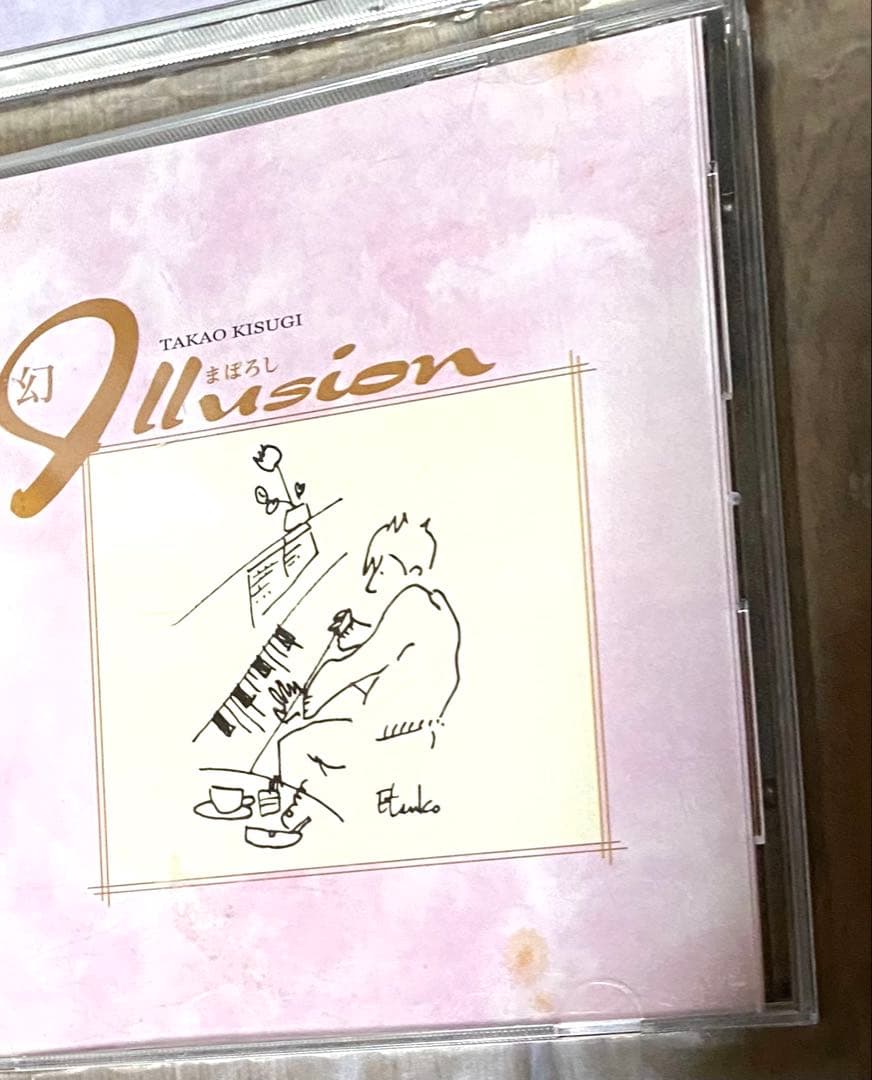 TAKAO KISUGI
幻 Illusion
まぼろし
Etsuko